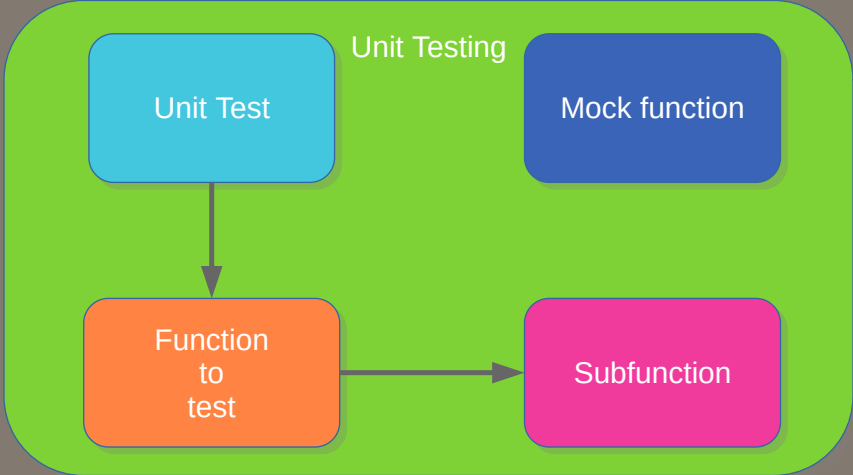 Unit Testing
Unit Test
Mock function
Function
to
test
Subfunction